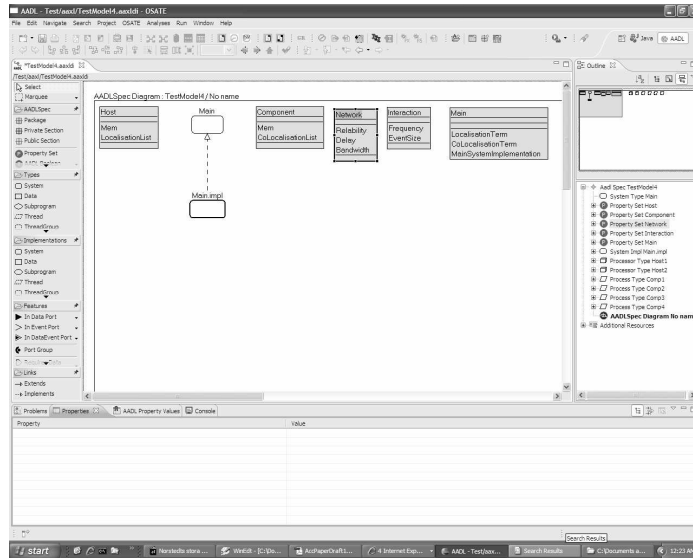 AADL - Test/aaxl/TestModel4.aaxldi - OSATE
File Edit Navigate Search Project OSATE Analyses Run Window Help
Java AADL
*TestModel4.aaxldi
/Test/aaxl/TestModel4.aaxldi
Select
Marquee
AADLSpec
Package
Private Section
Public Section
Property Set
Types
System
Data
Subprogram
Thread
ThreadGroup
Implementations
System
Data
Subprogram
Thread
ThreadGroup
Features
In Data Port
In Event Port
In DataEvent Port
Port Group
Links
Extends
Implements
AADLSpec Diagram : TestModel4/ No name
Host
Mem
LocalisationList
Main
Main.impl
Component
Mem
CoLocalisationList
Network
Relability
Delay
Bandwidth
Interaction
Frequency
EventSize
Main
LocalisationTerm
CoLocalisationTerm
MainSystemImplementation
Outline
Aadl Spec TestModel4
System Type Main
Property Set Host
Property Set Component
Property Set Network
Property Set Interaction
Property Set Main
System Impl Main.impl
Processor Type Host1
Processor Type Host2
Process Type Comp1
Process Type Comp2
Process Type Comp3
Process Type Comp4
AADLSpec Diagram No nam
Additional Resources
Problems Properties AADL Property Values Console
Property Value
Search Results
start
Norstedts stora ...
WinEdt - [C:\Do...
AccPaperDraft1...
4 Internet Exp...
AADL - Test/aax...
Search Results
C:\Documents a...
12:23 AM